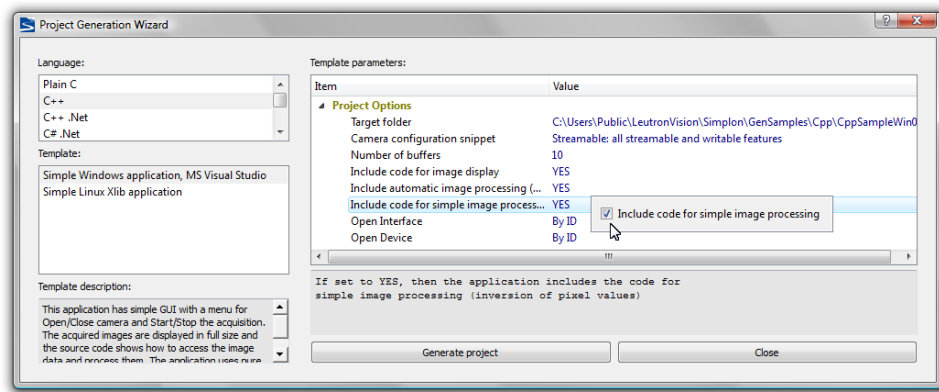 Project Generation Wizard
Language:
Plain C
C++
C++ .Net
C# .Net
Template:
Simple Windows application, MS Visual Studio
Simple Linux Xlib application
Template description:
This application has simple GUI with a menu for
Open/Close camera and Start/Stop the acquisition.
The acquired images are displayed in full size and
the source code shows how to access the image
data and process them. The application uses pure
Template parameters:
Item Value
Project Options
Target folder C:\Users\Public\LeutronVision\Simplon\GenSamples\Cpp\CppSampleWin0
Camera configuration snippet Streamable: all streamable and writable features
Number of buffers 10
Include code for image display YES
Include automatic image processing (... YES
Include code for simple image process... YES
Include code for simple image processing
Open Interface By ID
Open Device By ID
If set to YES, then the application includes the code for
simple image processing (inversion of pixel values)
Generate project Close